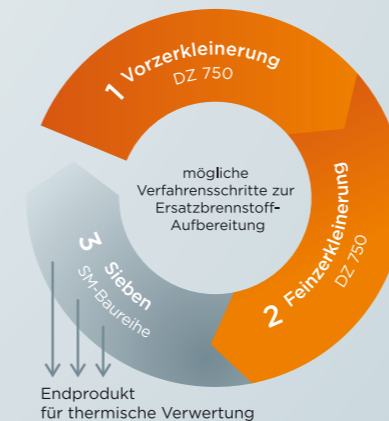 1 Vorzerkleinerung
DZ 750
2 Feinzerkleinerung
DZ 750
3 Sieben
SM-Baureihe
mögliche
Verfahrensschritte zur
Ersatzbrennstoff-
Aufbereitung
Endprodukt
für thermische Verwertung